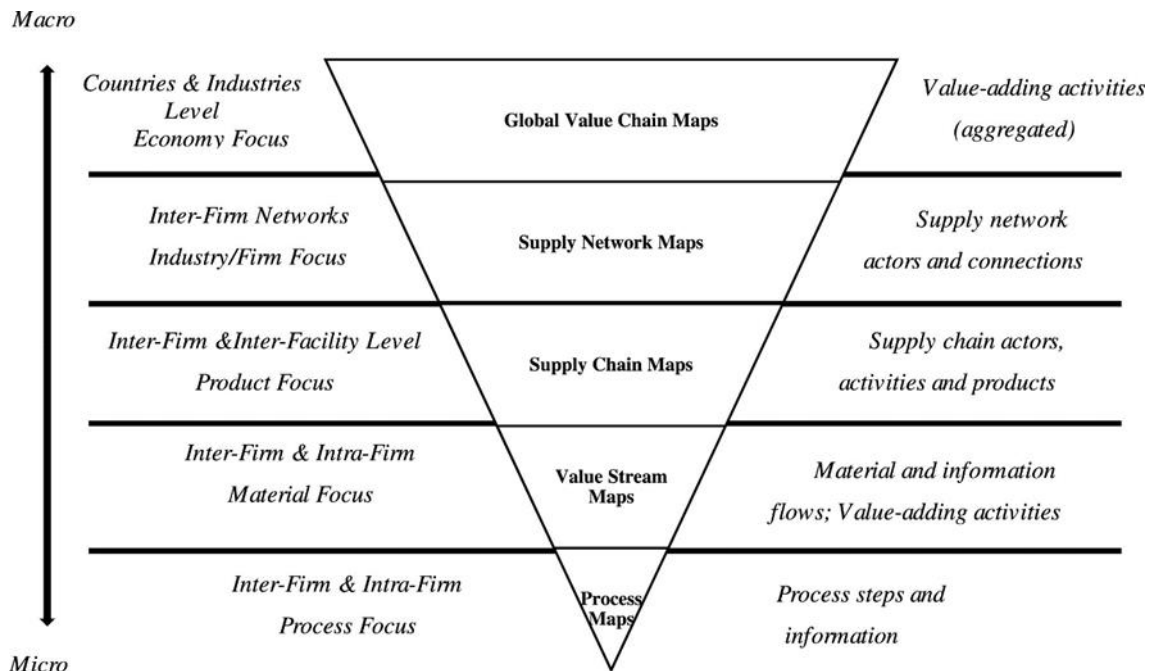 Macro
Countries & Industries
Level
Economy Focus
Global Value Chain Maps
Value-adding activities
(aggregated)
Inter-Firm Networks
Industry/Firm Focus
Supply Network Maps
Supply network
actors and connections
Inter-Firm &Inter-Facility Level
Product Focus
Supply Chain Maps
Supply chain actors,
activities and products
Inter-Firm & Intra-Firm
Material Focus
Value Stream
Maps
Material and information
flows; Value-adding activities
Inter-Firm & Intra-Firm
Process Focus
Process
Maps
Process steps and
information
Micro